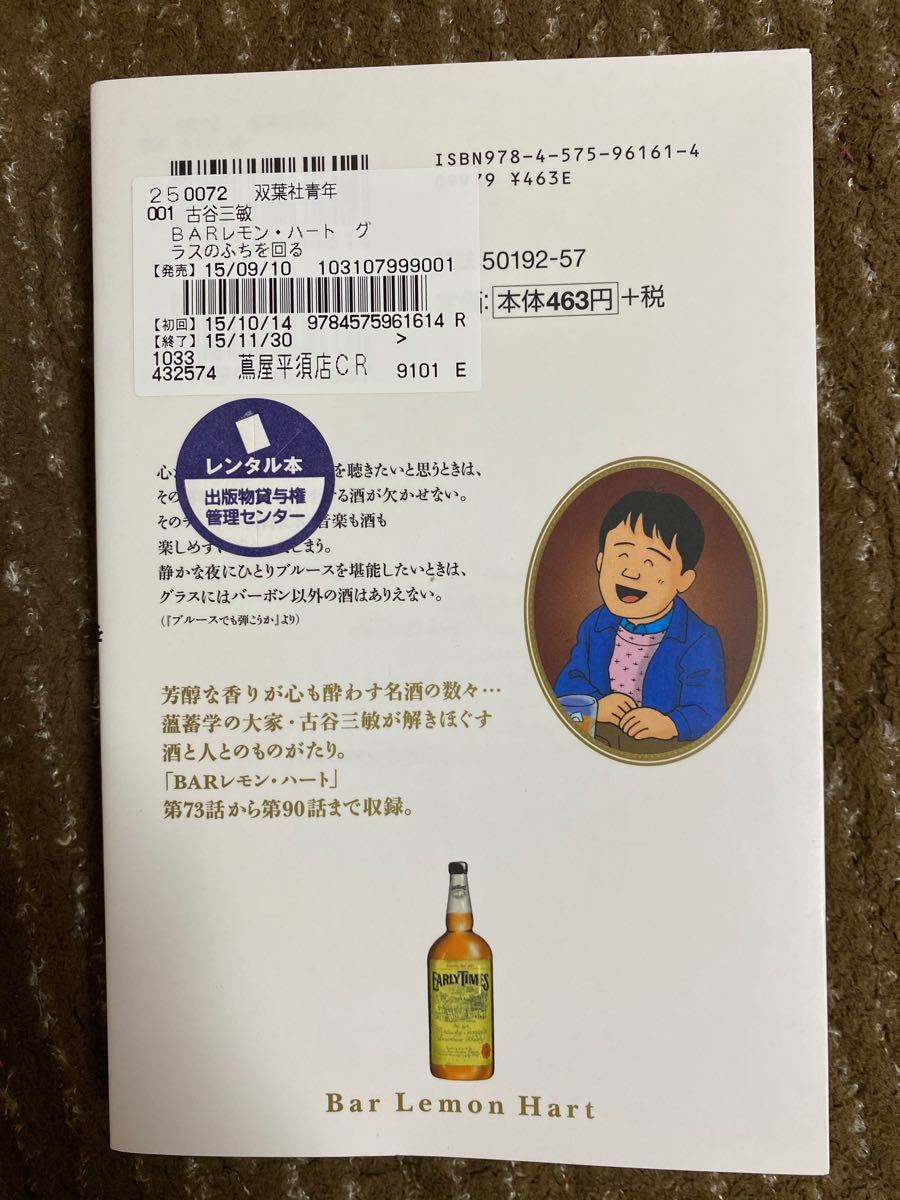 ISBN978-4-575-96161-4
9979 ¥463E
250072 双葉社青年
001 古谷三敏
BARレモン・ハート グ
ラスのふちを回る
【発売】15/09/10 103107999001
50192-57
本体463円+税
【初回】15/10/14 9784575961614 R
【終了】15/11/30 >
1033
432574 蔦屋平須店CR 9101 E
レンタル本
出版物貸与権
管理センター
心 を聴きたいと思うときは、
その する酒が欠かせない。
そのデ 音楽も酒も
楽しめず しまう。
静かな夜にひとりブルースを堪能したいときは、
グラスにはバーボン以外の酒はありえない。
(『ブルースでも弾こうか』より)
芳醇な香りが心も酔わす名酒の数々…
薀蓄学の大家・古谷三敏が解きほぐす
酒と人とのものがたり。
「BARレモン・ハート」
第73話から第90話まで収録。
EARLY TIMES
Bar Lemon Hart